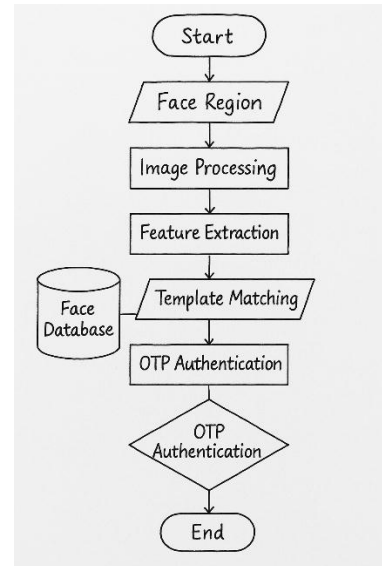 Start
Face Region
Image Processing
Feature Extraction
Template Matching
Face
Database
OTP Authentication
OTP
Authentication
End